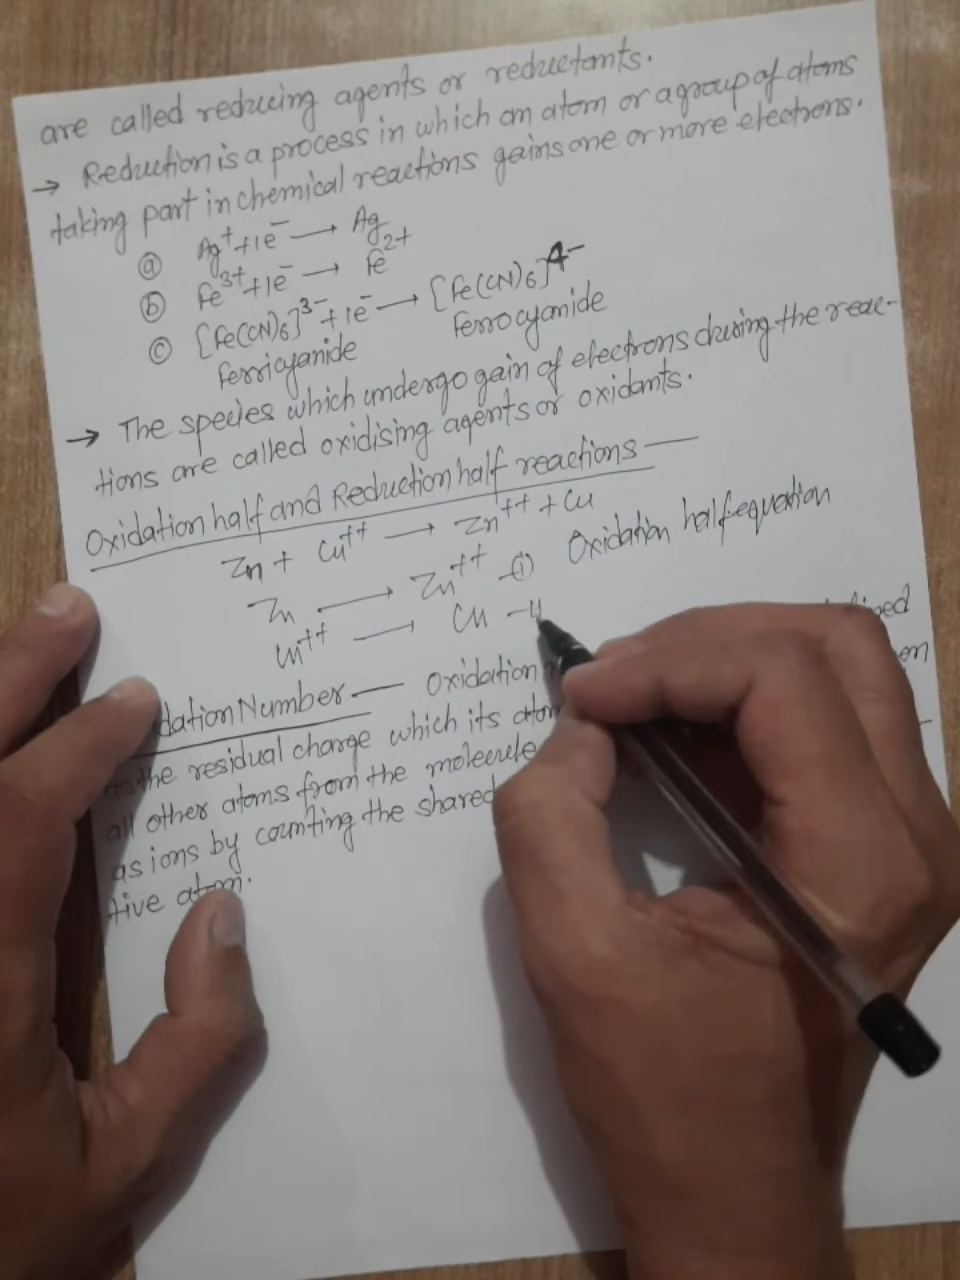 are called reducing agents or reductants.
→ Reduction is a process in which an atom or a group of atoms
taking part in chemical reactions gains one or more electrons.
ⓐ Ag⁺ + 1e⁻ → Ag
ⓑ Fe³⁺ + 1e⁻ → Fe²⁺
ⓒ [Fe(CN)₆]³⁻ + 1e⁻ → [Fe(CN)₆]⁴⁻
ferricyanide ferrocyanide
→ The species which undergo gain of electrons during the reac-
tions are called oxidising agents or oxidants.
Oxidation half and Reduction half reactions —
Zn + Cu⁺⁺ → Zn⁺⁺ + Cu
Zn → Zn⁺⁺ -① Oxidation half equation
Cu⁺⁺ → Cu
dation Number — Oxidation
as the residual charge which its atom
all other atoms from the molecule
as ions by counting the shared
tive atom.